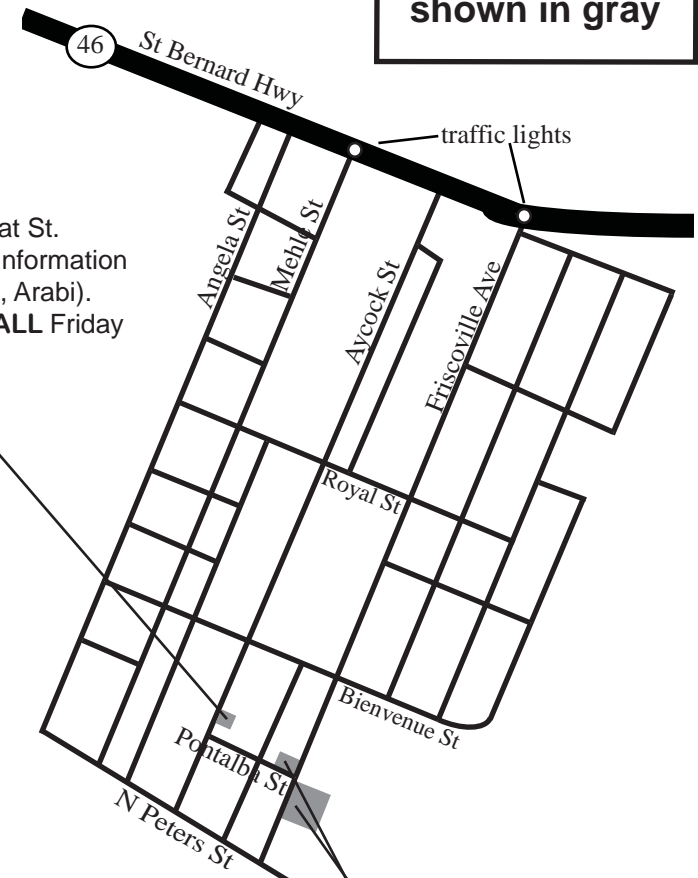 shown in gray
46
St Bernard Hwy
traffic lights
at St.
nformation
, Arabi).
ALL Friday
Angela St
Mehle St
Aycock St
Friscoville Ave
Royal St
Bienvenue St
Pontalba St
N Peters St